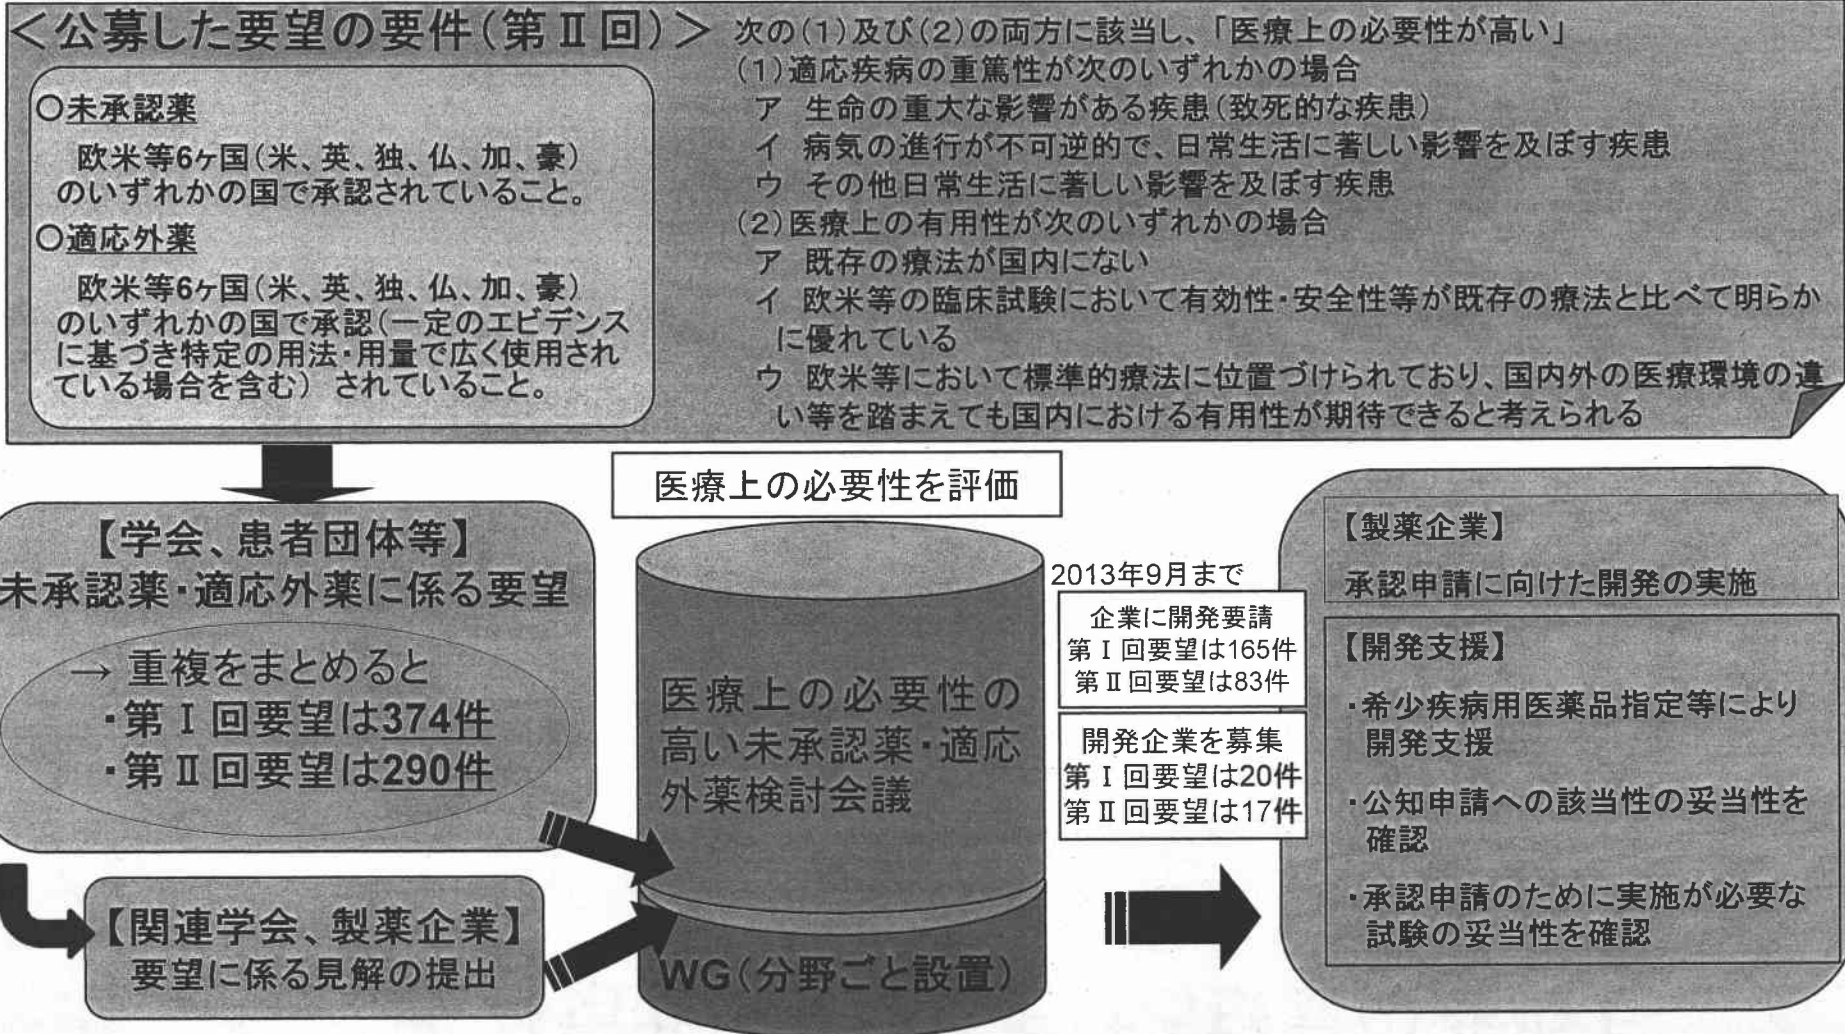 ＜公募した要望の要件(第Ⅱ回)＞
○未承認薬
欧米等6ヶ国(米、英、独、仏、加、豪)
のいずれかの国で承認されていること。
○適応外薬
欧米等6ヶ国(米、英、独、仏、加、豪)
のいずれかの国で承認(一定のエビデンス
に基づき特定の用法・用量で広く使用され
ている場合を含む) されていること。
次の(1)及び(2)の両方に該当し、「医療上の必要性が高い」
(1)適応疾病の重篤性が次のいずれかの場合
ア 生命の重大な影響がある疾患(致死的な疾患)
イ 病気の進行が不可逆的で、日常生活に著しい影響を及ぼす疾患
ウ その他日常生活に著しい影響を及ぼす疾患
(2)医療上の有用性が次のいずれかの場合
ア 既存の療法が国内にない
イ 欧米等の臨床試験において有効性・安全性等が既存の療法と比べて明らか
に優れている
ウ 欧米等において標準的療法に位置づけられており、国内外の医療環境の違
い等を踏まえても国内における有用性が期待できると考えられる
【学会、患者団体等】
未承認薬・適応外薬に係る要望
→ 重複をまとめると
・第Ⅰ回要望は374件
・第Ⅱ回要望は290件
【関連学会、製薬企業】
要望に係る見解の提出
医療上の必要性を評価
医療上の必要性の
高い未承認薬・適応
外薬検討会議
WG(分野ごと設置)
2013年9月まで
企業に開発要請
第Ⅰ回要望は165件
第Ⅱ回要望は83件
開発企業を募集
第Ⅰ回要望は20件
第Ⅱ回要望は17件
【製薬企業】
承認申請に向けた開発の実施
【開発支援】
・希少疾病用医薬品指定等により
開発支援
・公知申請への該当性の妥当性を
確認
・承認申請のために実施が必要な
試験の妥当性を確認